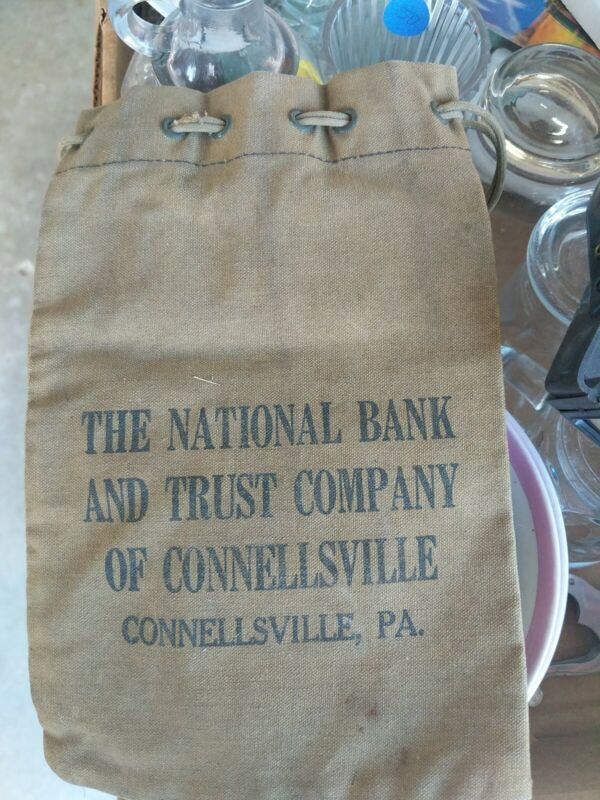 THE NATIONAL BANK
AND TRUST COMPANY
OF CONNELLSVILLE
CONNELLSVILLE, PA.